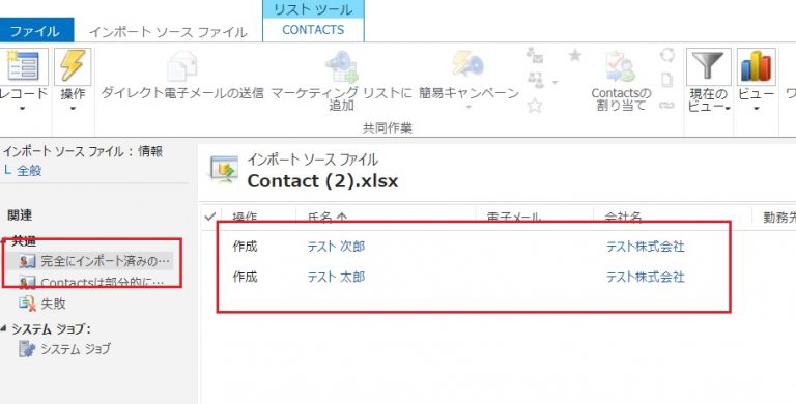 リスト ツール
ファイル
インポート ソース ファイル
CONTACTS
レコード
操作
ダイレクト電子メールの送信
マーケティング リストに
追加
簡易キャンペーン
Contactsの
割り当て
現在の
ビュー
ビュー
ワ
共同作業
インポート ソース ファイル : 情報
全般
関連
共通
完全にインポート済みの…
Contactsは部分的に…
失敗
システム ジョブ:
システム ジョブ
インポート ソース ファイル
Contact (2).xlsx
操作 氏名 電子メール 会社名 勤務先
作成 テスト 次郎 テスト株式会社
作成 テスト 太郎 テスト株式会社